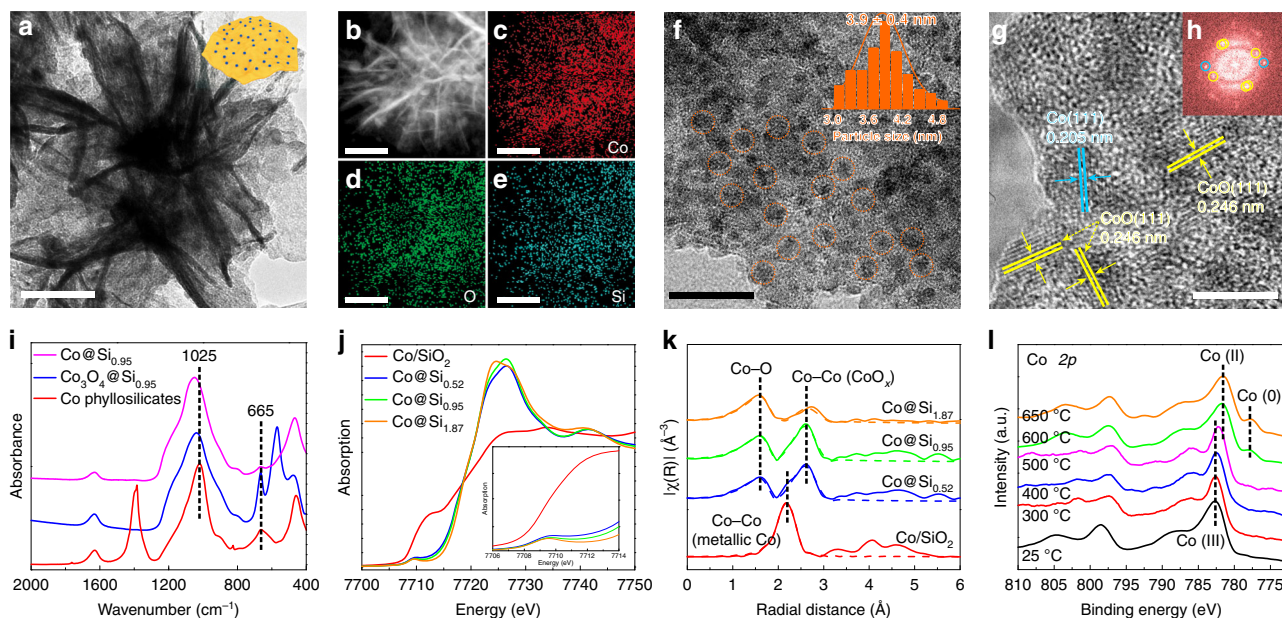 a
b
c
Co
d
O
e
Si
f
3.9 ± 0.4 nm
3.0 3.6 4.2 4.8
Particle size (nm)
g
h
Co(111)
0.205 nm
CoO(111)
0.246 nm
CoO(111)
0.246 nm
i
Co@Si0.95
Co3O4@Si0.95
Co phyllosilicates
1025
665
Absorbance
2000 1600 1200 800 400
Wavenumber (cm−1)
j
Co/SiO2
Co@Si0.52
Co@Si0.95
Co@Si1.87
Absorption
Absorption
7706 7708 7710 7712 7714
Energy (eV)
7700 7710 7720 7730 7740 7750
Energy (eV)
k
Co–O
Co–Co (CoOx)
Co@Si1.87
Co@Si0.95
Co@Si0.52
Co–Co
(metallic Co)
Co/SiO2
|χ(R)| (Å−3)
0 1 2 3 4 5 6
Radial distance (Å)
l
Co 2p
Co (II)
Co (0)
650 °C
600 °C
500 °C
400 °C
300 °C
25 °C
Co (III)
Intensity (a.u.)
810 805 800 795 790 785 780 775
Binding energy (eV)